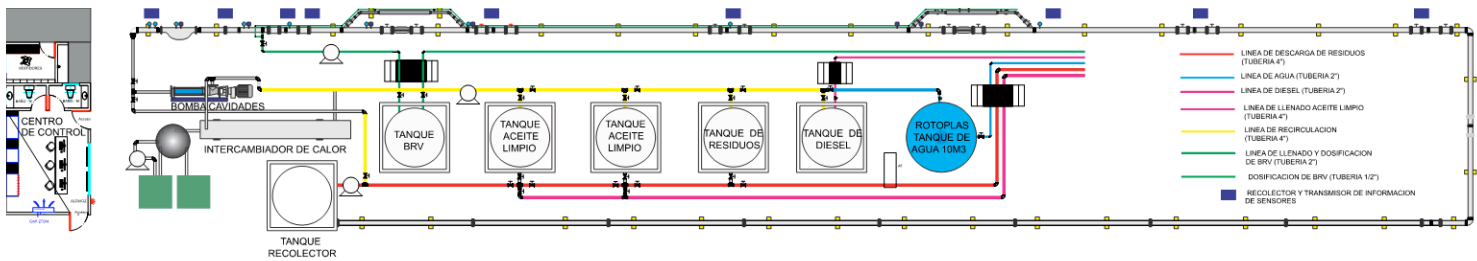 CENTRO
DE CONTROL
BOMBA CAVIDADES
INTERCAMBIADOR DE CALOR
TANQUE
RECOLECTOR
TANQUE
BRV
TANQUE
ACEITE
LIMPIO
TANQUE
ACEITE
LIMPIO
TANQUE DE
RESIDUOS
TANQUE DE
DIESEL
ROTOPLAS
TANQUE DE
AGUA 10M3
LINEA DE DESCARGA DE RESIDUOS
(TUBERIA 4")
LINEA DE AGUA (TUBERIA 2")
LINEA DE DIESEL (TUBERIA 2")
LINEA DE LLENADO ACEITE LIMPIO
(TUBERIA 4")
LINEA DE RECIRCULACION
(TUBERIA 4")
LINEA DE LLENADO Y DOSIFICACION
DE BRV (TUBERIA 2")
DOSIFICACION DE BRV (TUBERIA 1/2")
RECOLECTOR Y TRANSMISOR DE INFORMACION
DE SENSORES